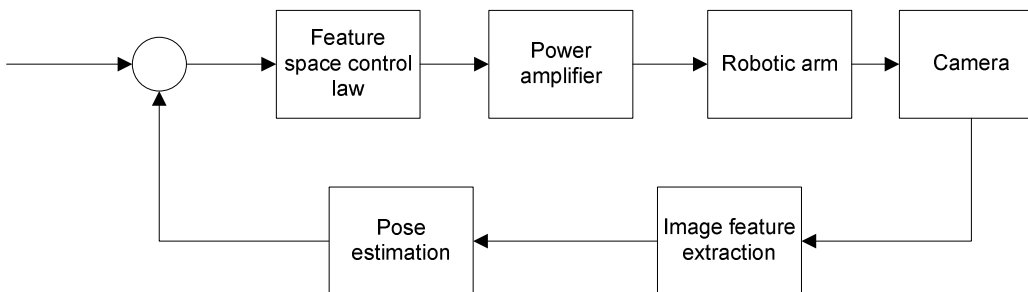 Feature
space control
law
Power
amplifier
Robotic arm
Camera
Pose
estimation
Image feature
extraction